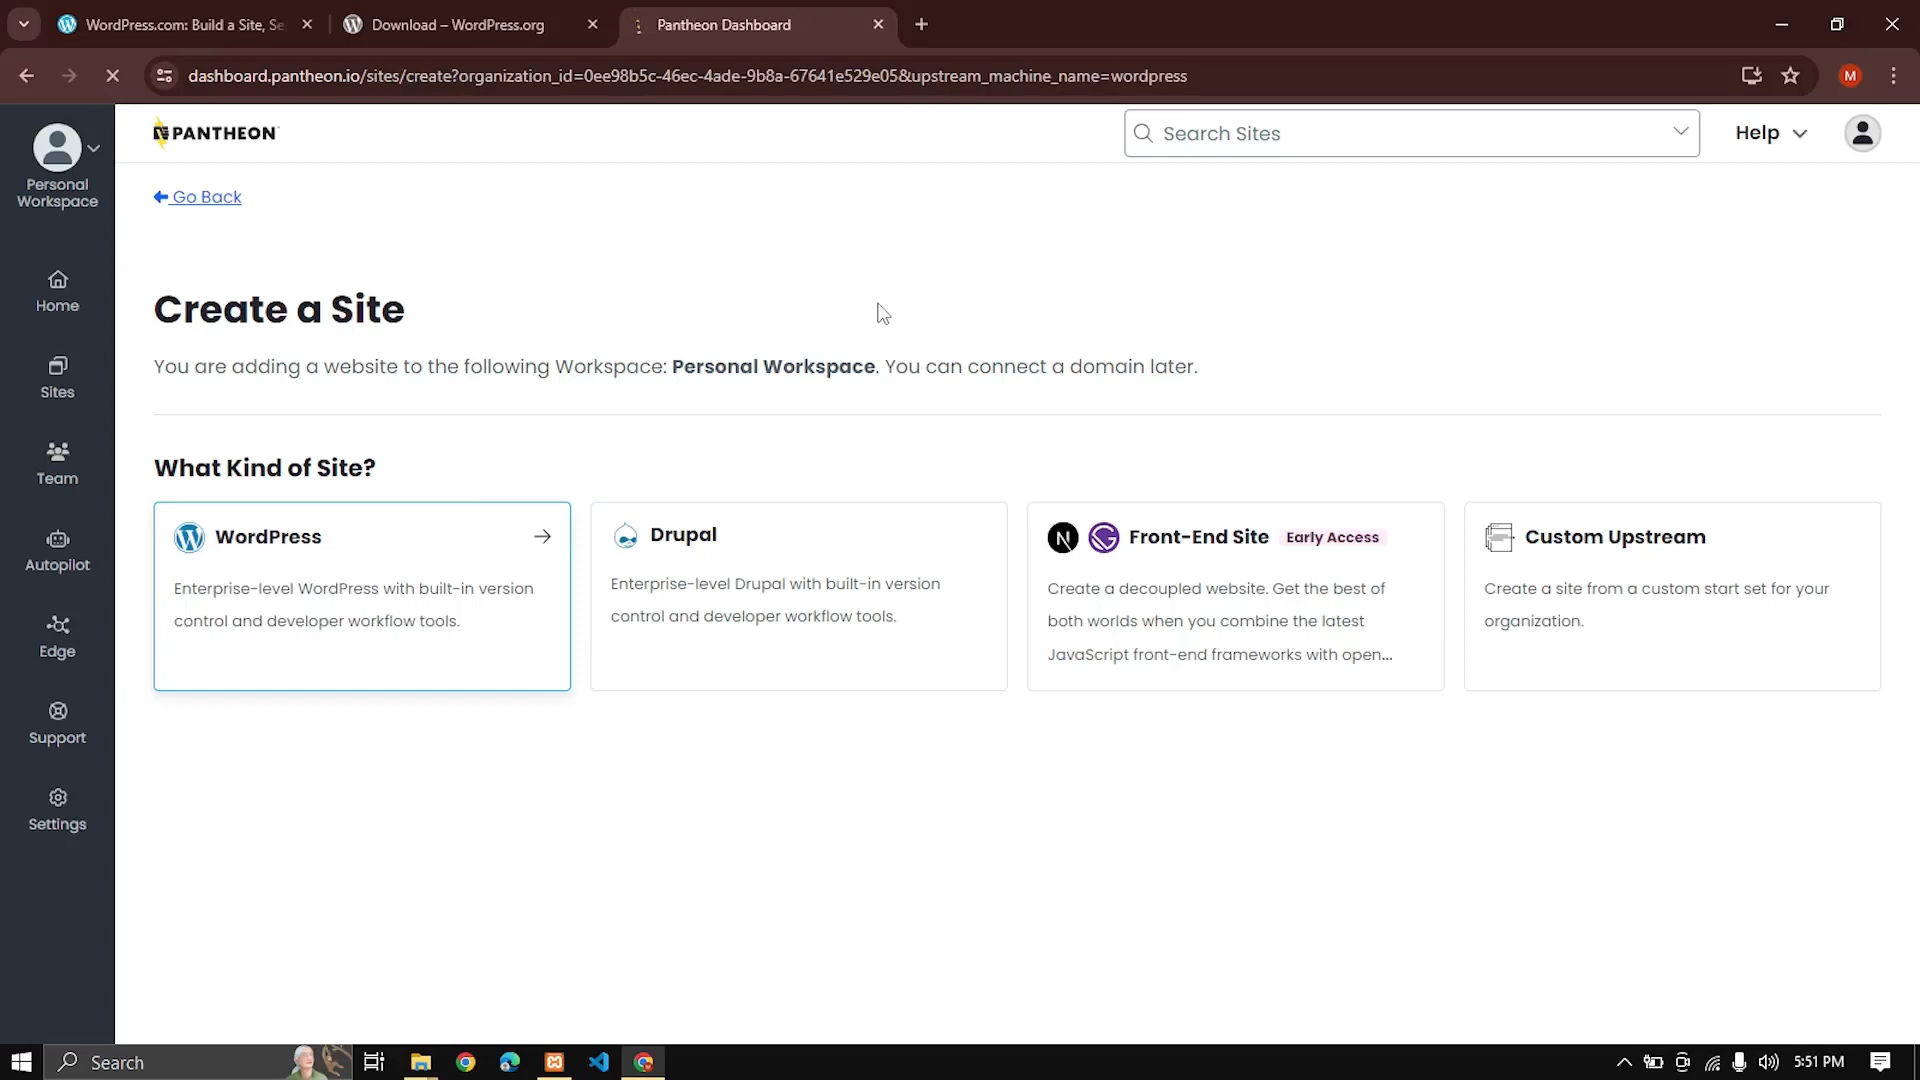 WordPress.com: Build a Site, Se
Download – WordPress.org
Pantheon Dashboard
dashboard.pantheon.io/sites/create?organization_id=0ee98b5c-46ec-4ade-9b8a-67641e529e05&upstream_machine_name=wordpress
M
Personal
Workspace
PANTHEON
Search Sites
Help
Go Back
Home
Sites
Team
Autopilot
Edge
Support
Settings
Create a Site
You are adding a website to the following Workspace: Personal Workspace. You can connect a domain later.
What Kind of Site?
WordPress
Enterprise-level WordPress with built-in version
control and developer workflow tools.
Drupal
Enterprise-level Drupal with built-in version
control and developer workflow tools.
Front-End Site Early Access
Create a decoupled website. Get the best of
both worlds when you combine the latest
JavaScript front-end frameworks with open...
Custom Upstream
Create a site from a custom start set for your
organization.
Search
5:51 PM